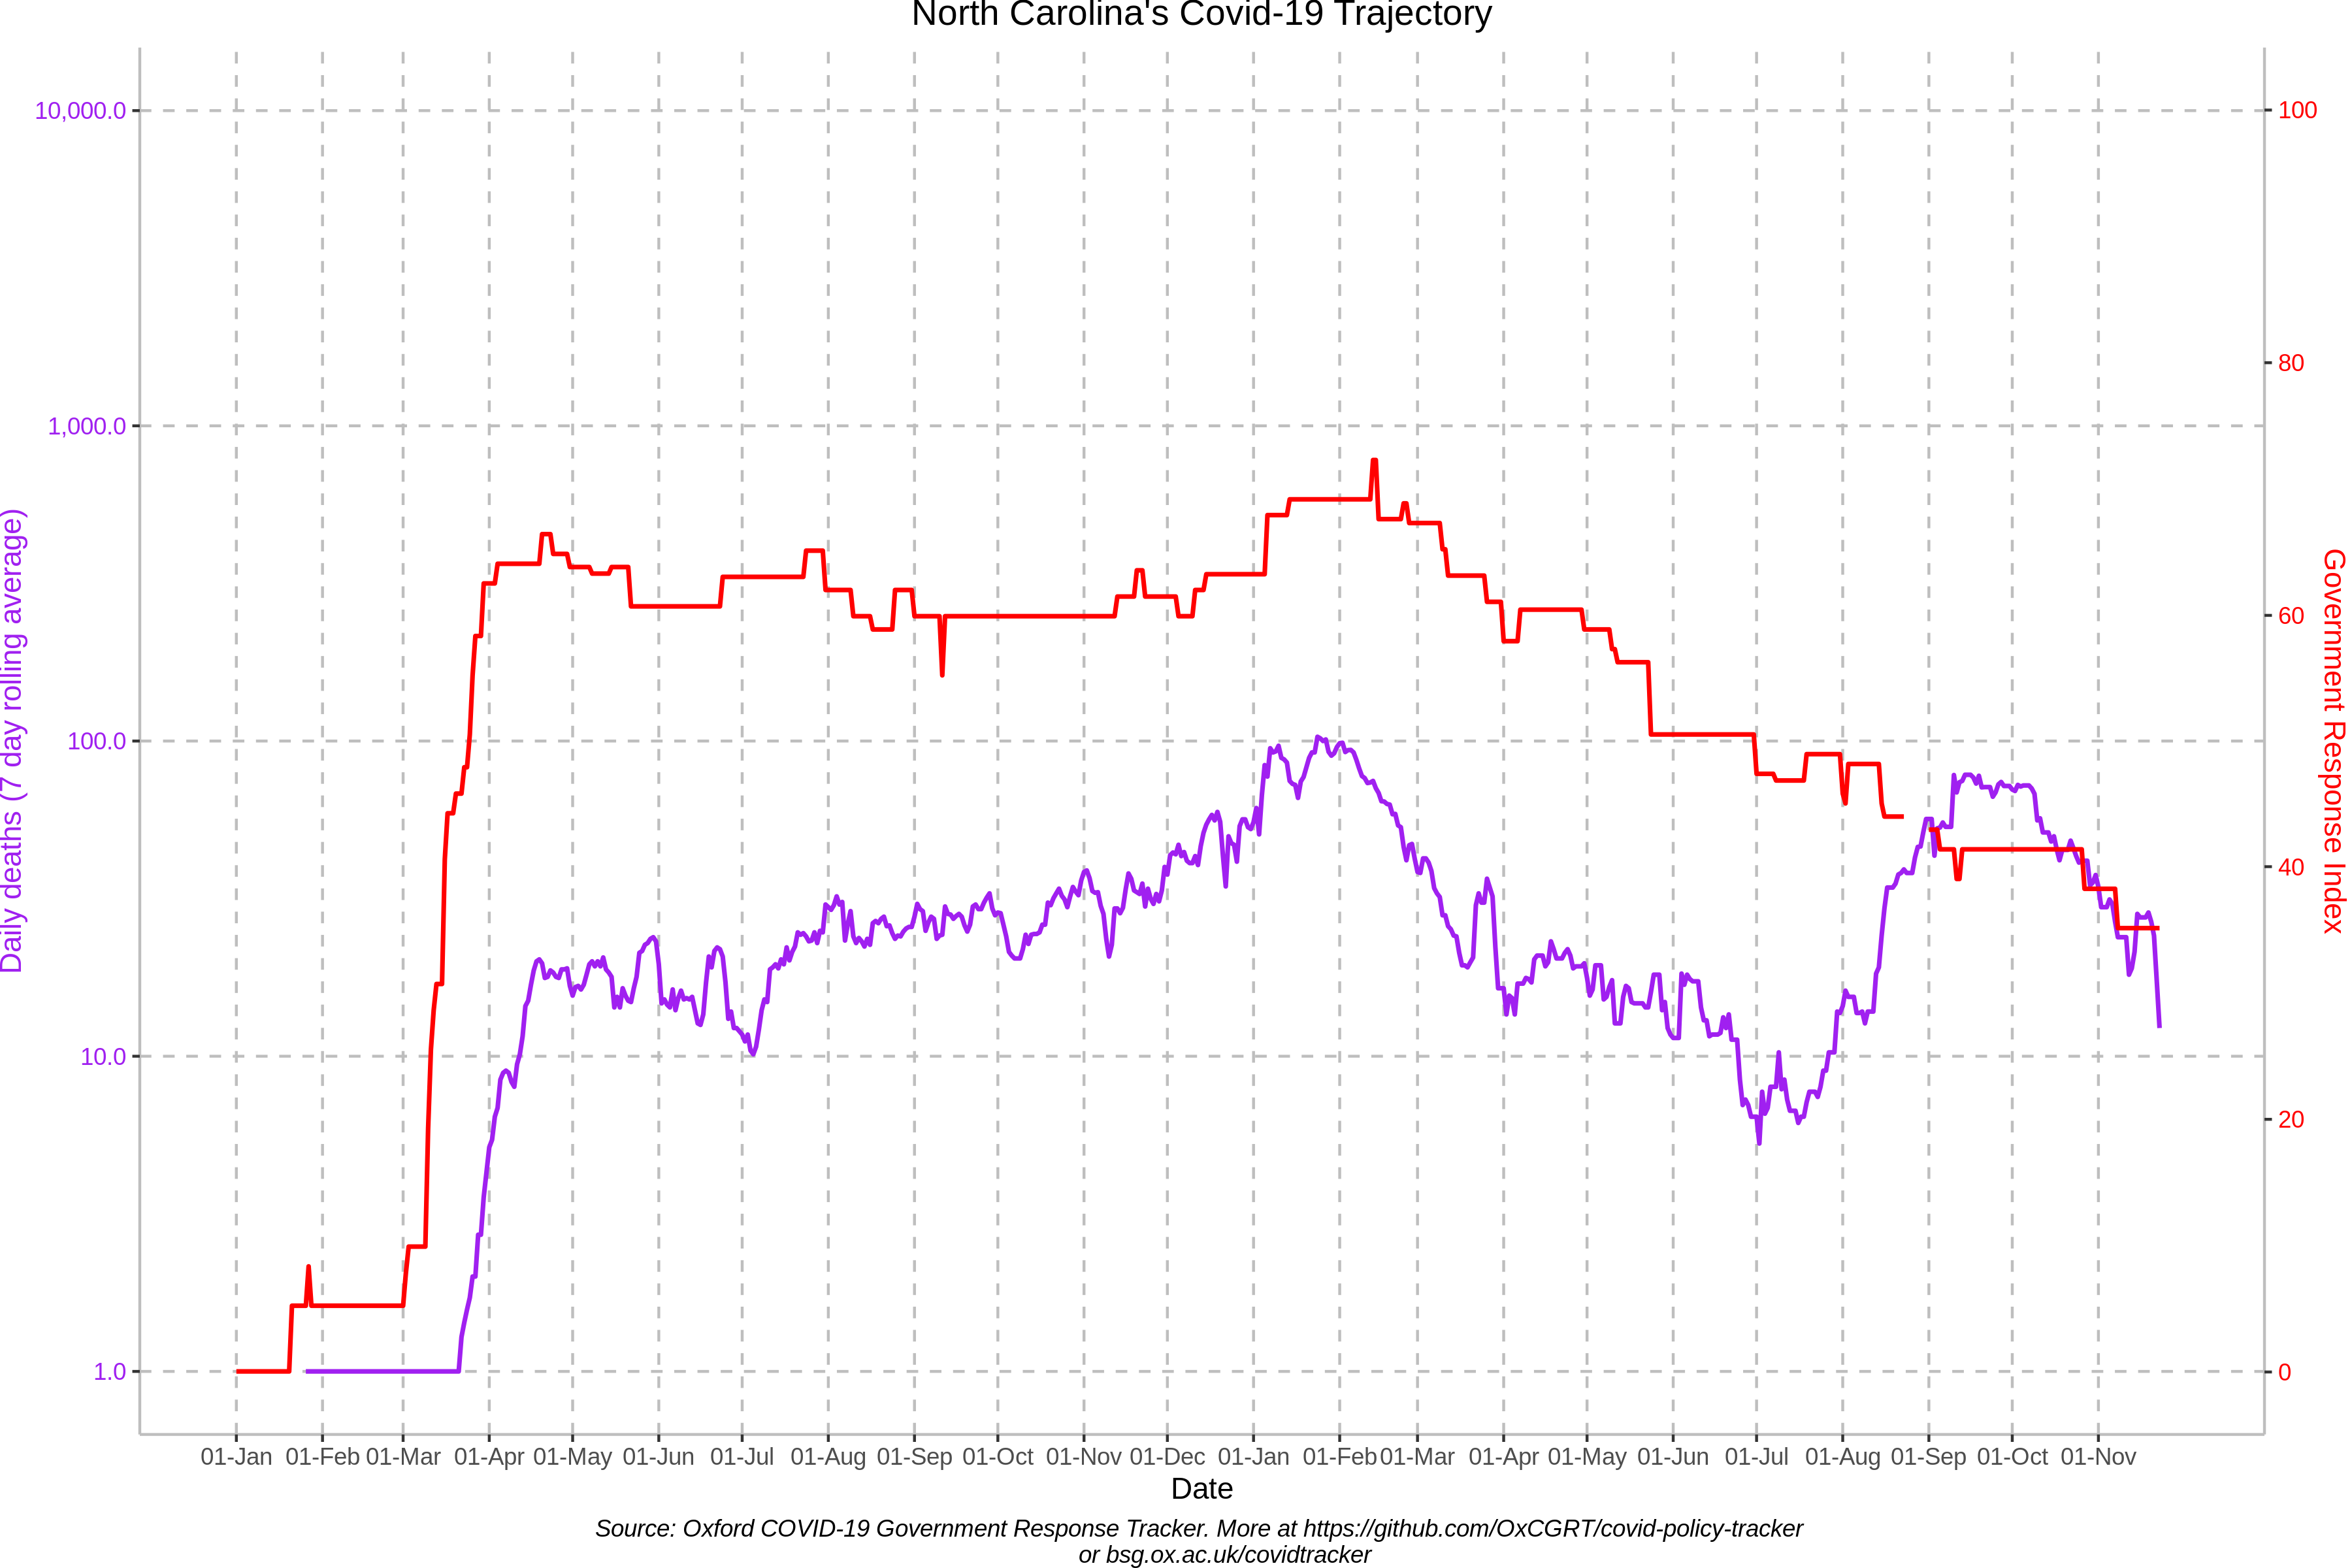 North Carolina's Covid-19 Trajectory
10,000.0
1,000.0
100.0
10.0
1.0
Daily deaths (7 day rolling average)
100
80
60
40
20
0
Government Response Index
01-Jan 01-Feb 01-Mar 01-Apr 01-May 01-Jun 01-Jul 01-Aug 01-Sep 01-Oct 01-Nov 01-Dec 01-Jan 01-Feb 01-Mar 01-Apr 01-May 01-Jun 01-Jul 01-Aug 01-Sep 01-Oct 01-Nov
Date
Source: Oxford COVID-19 Government Response Tracker. More at https://github.com/OxCGRT/covid-policy-tracker
or bsg.ox.ac.uk/covidtracker